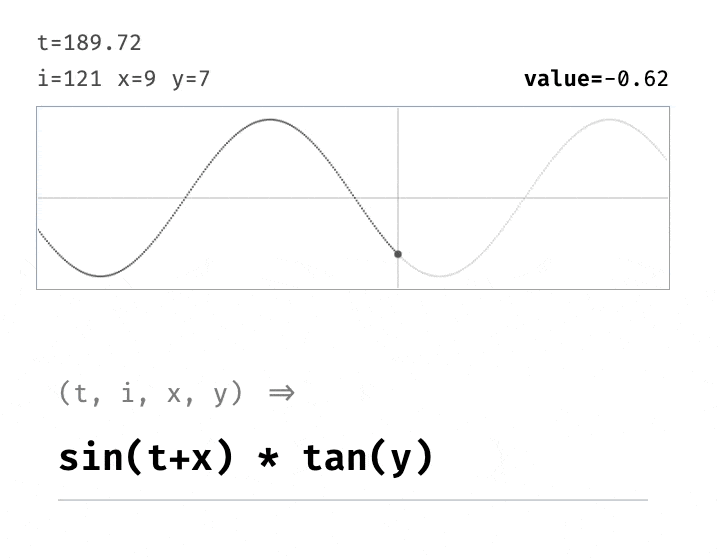 t=189.72
i=121 x=9 y=7 value=-0.62
(t, i, x, y) ⇒
sin(t+x) * tan(y)